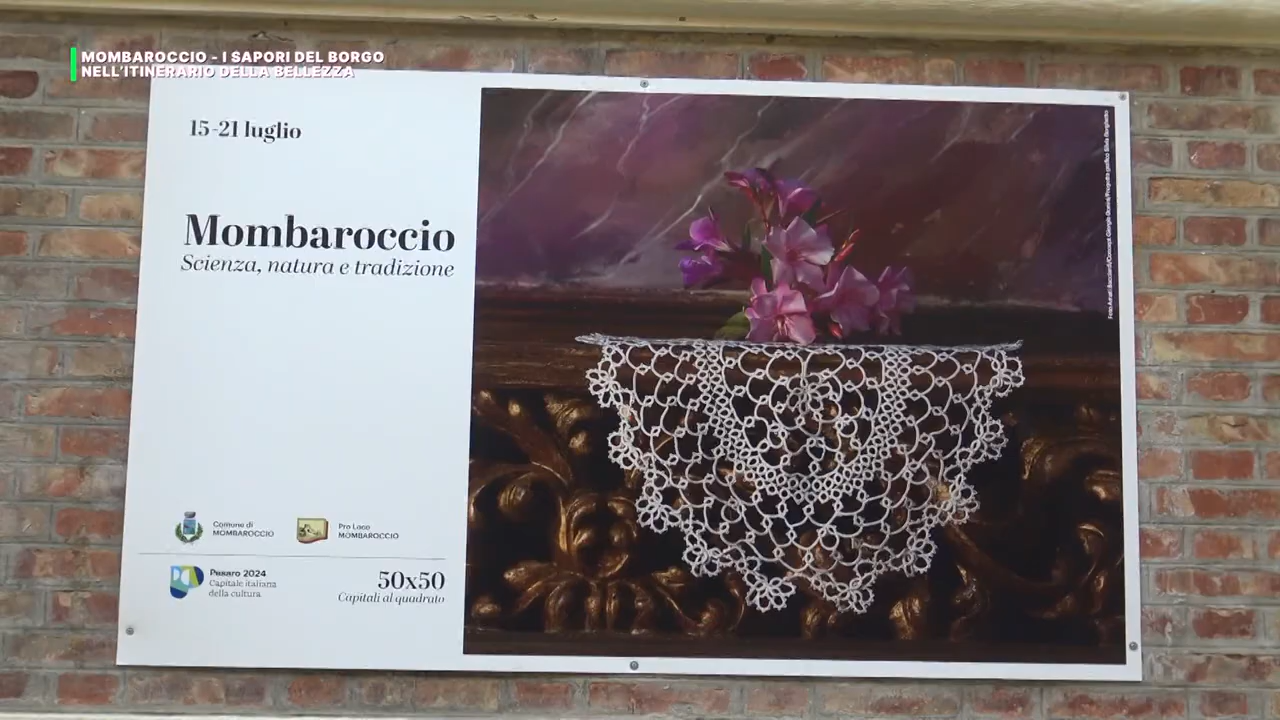 MOMBAROCCIO - I SAPORI DEL BORGO
NELL'ITINERARIO DELLA BELLEZZA
15-21 luglio
Mombaroccio
Scienza, natura e tradizione
Comune di
MOMBAROCCIO
Pro Loco
MOMBAROCCIO
Pesaro 2024
Capitale italiana
della cultura
50x50
Capitali al quadrato